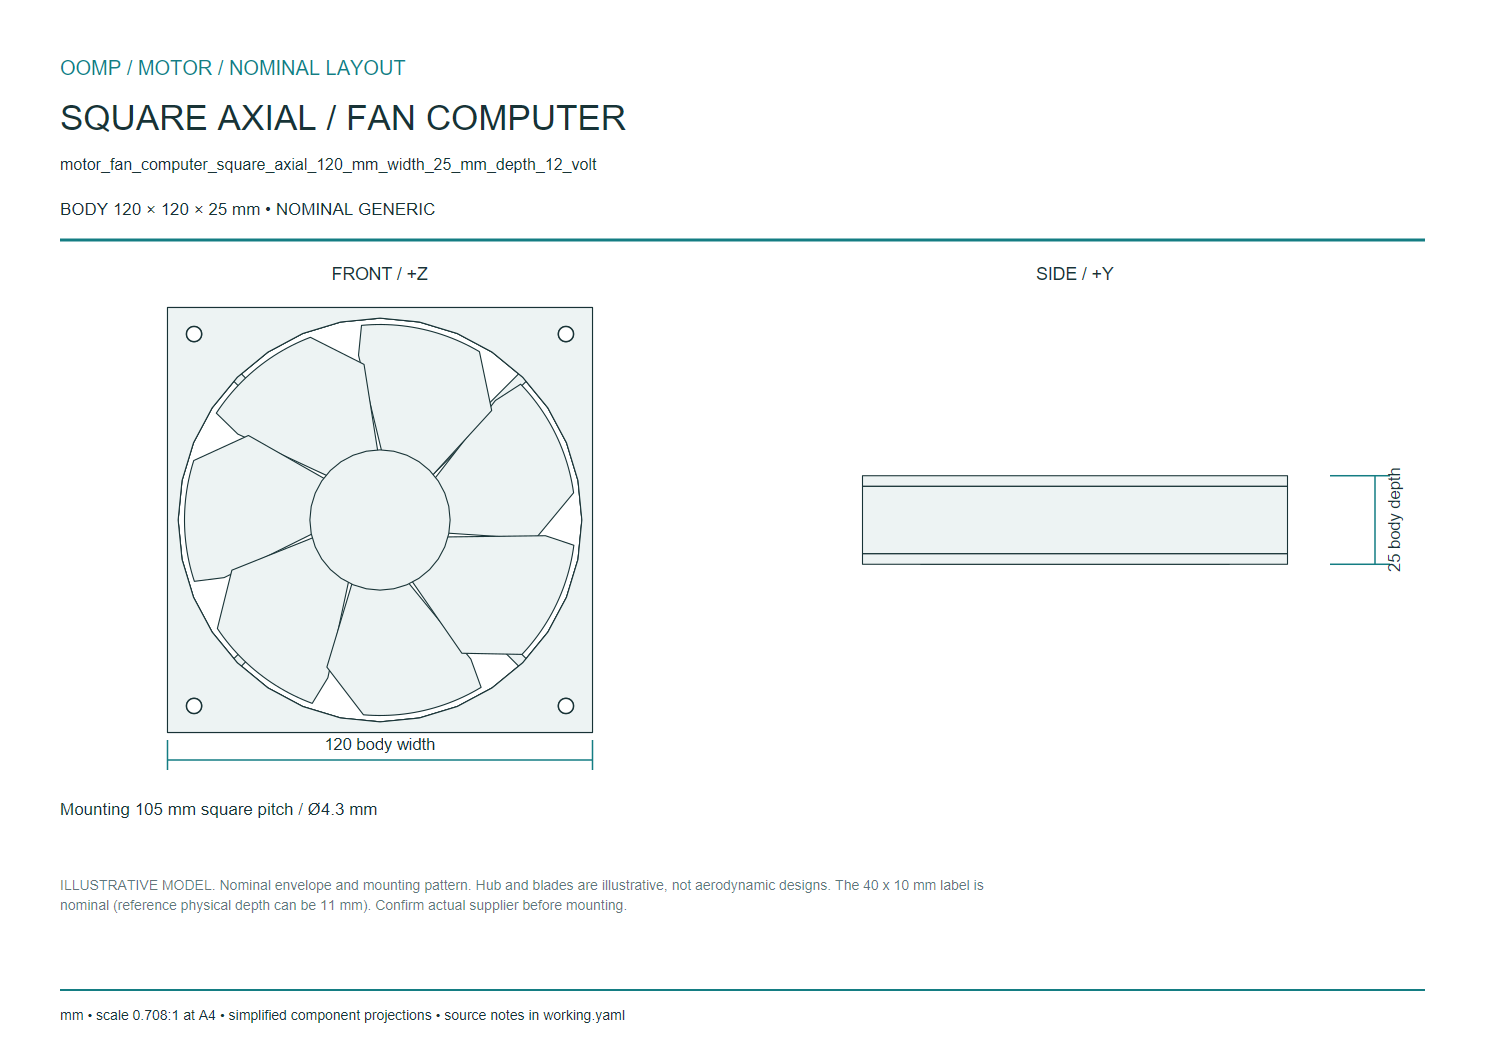 OOMP / MOTOR / NOMINAL LAYOUT
SQUARE AXIAL / FAN COMPUTER
motor_fan_computer_square_axial_120_mm_width_25_mm_depth_12_volt
BODY 120 × 120 × 25 mm • NOMINAL GENERIC
FRONT / +Z
SIDE / +Y
25 body depth
120 body width
Mounting 105 mm square pitch / Ø4.3 mm
ILLUSTRATIVE MODEL. Nominal envelope and mounting pattern. Hub and blades are illustrative, not aerodynamic designs. The 40 x 10 mm label is
nominal (reference physical depth can be 11 mm). Confirm actual supplier before mounting.
mm • scale 0.708:1 at A4 • simplified component projections • source notes in working.yaml